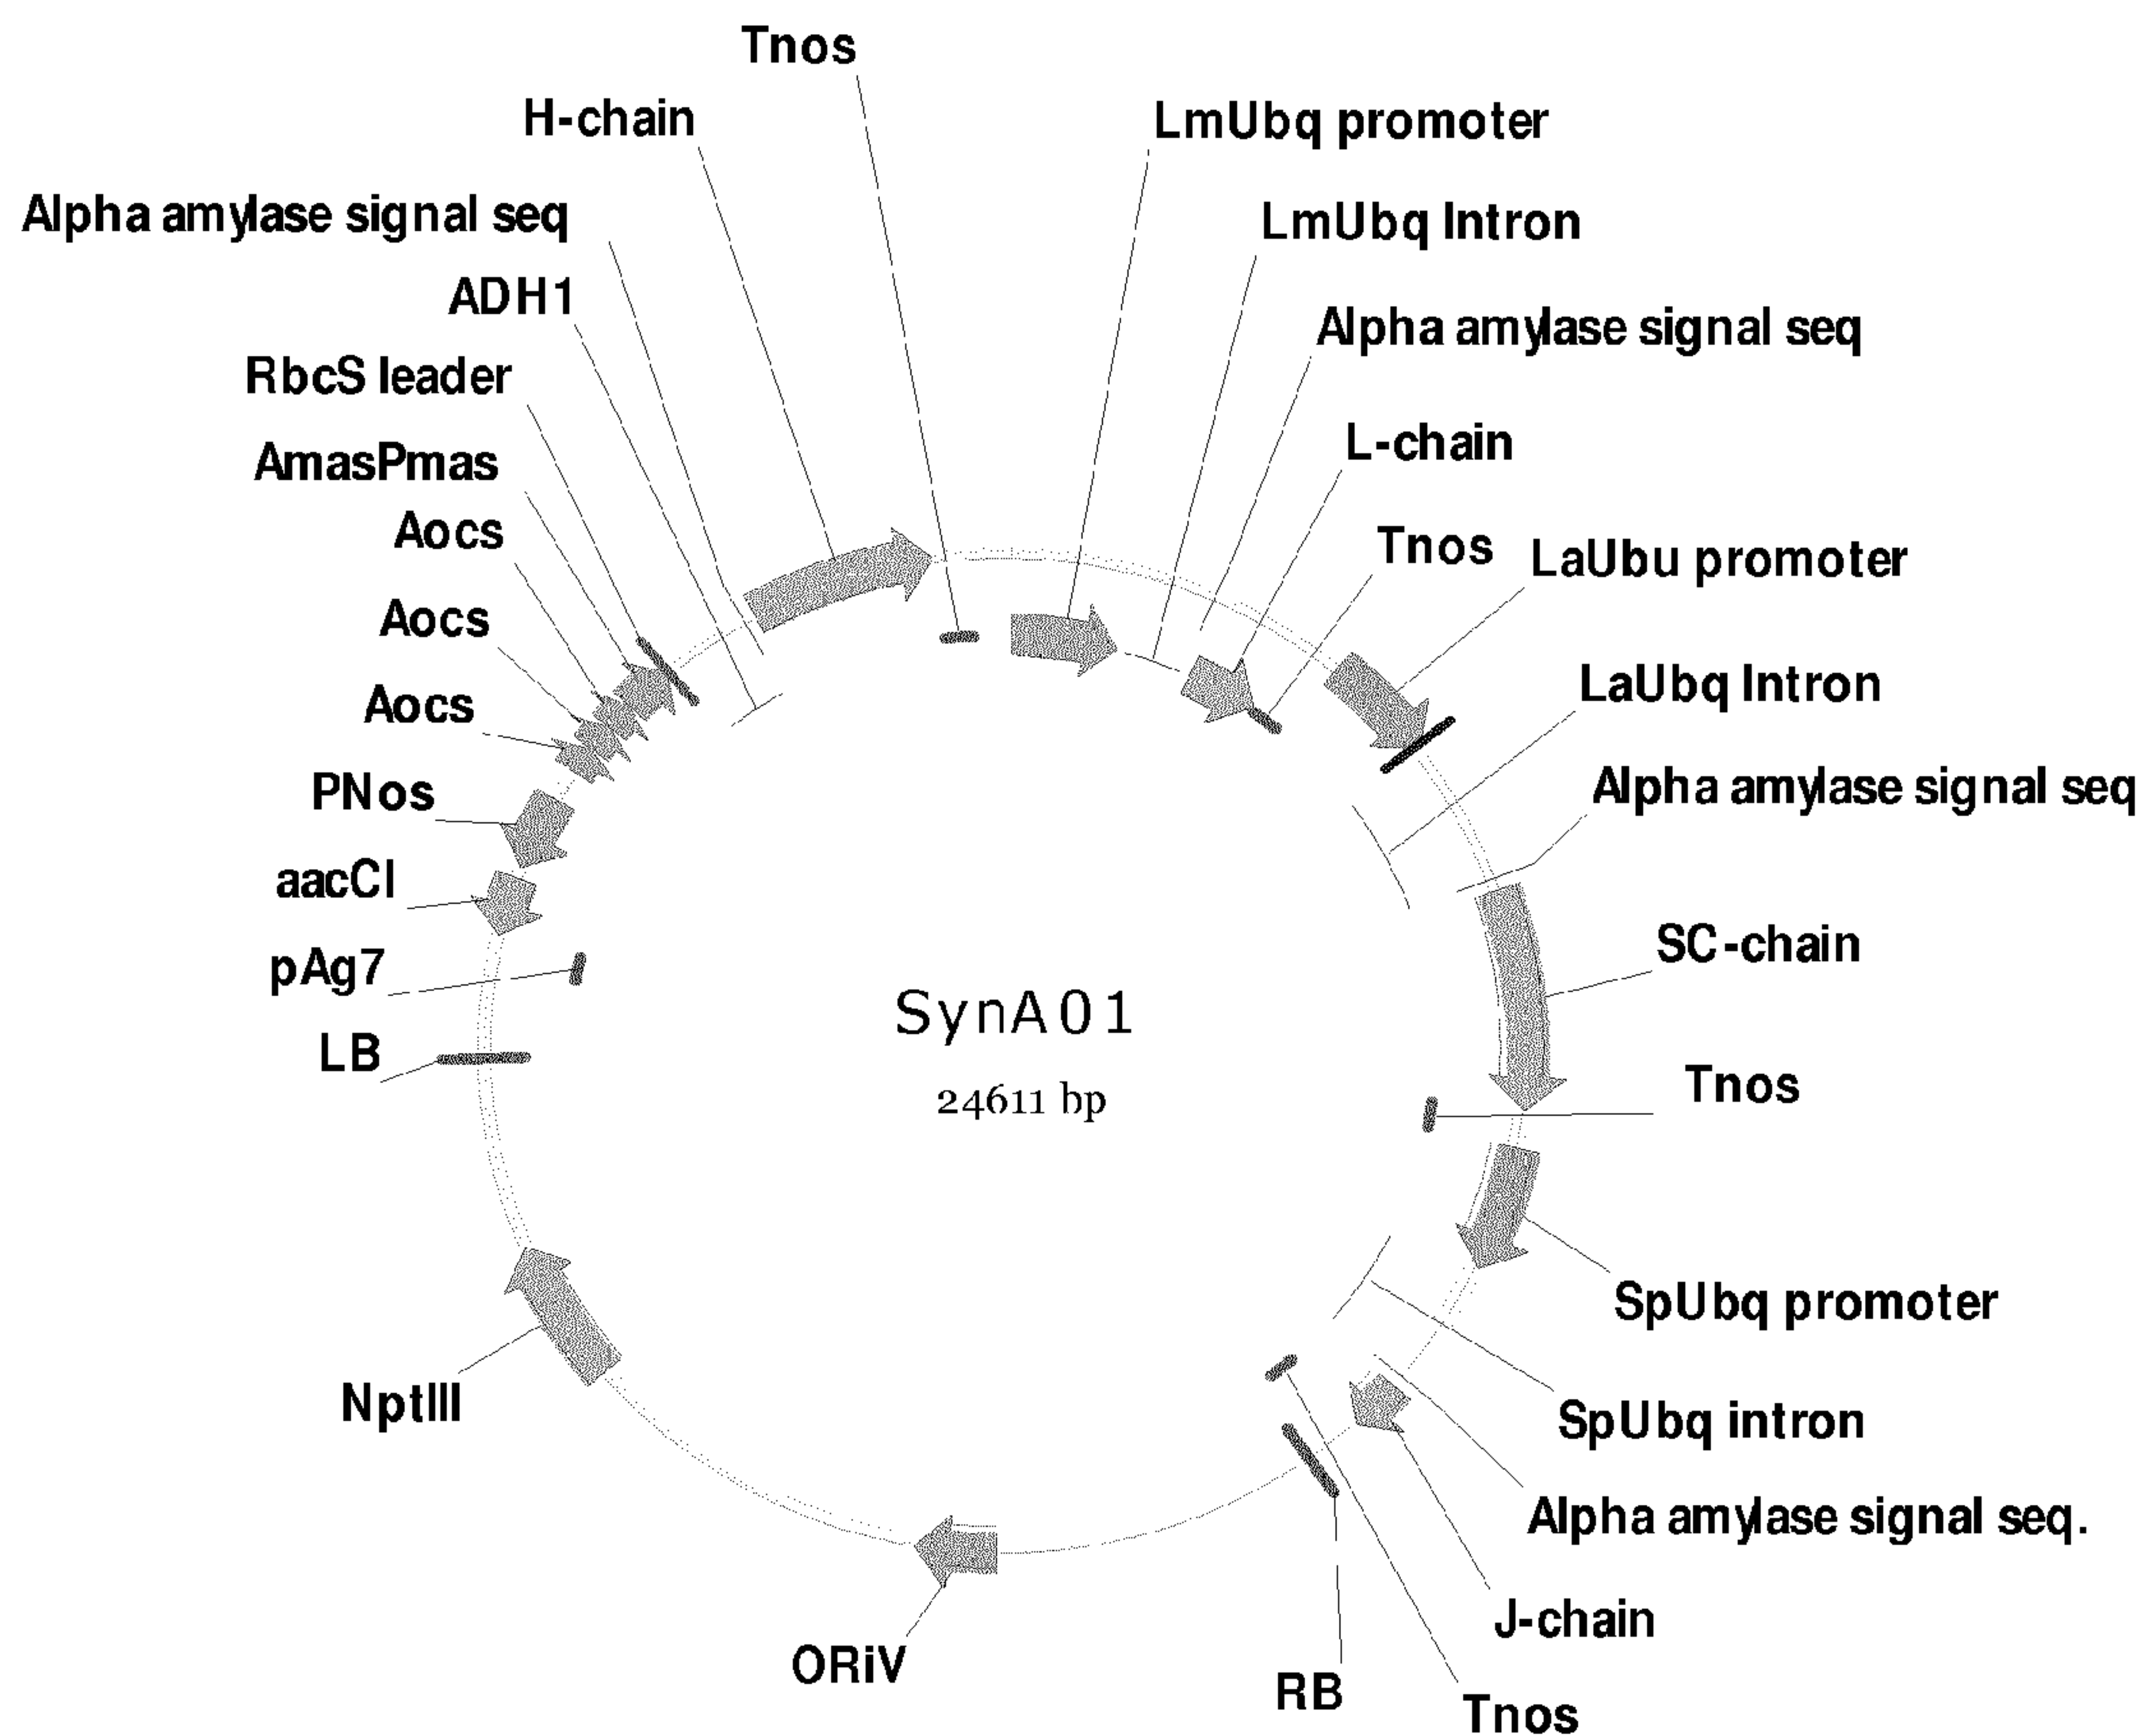 Tnos
H-chain
LmUbq promoter
Alpha amylase signal seq
LmUbq Intron
ADH1
Alpha amylase signal seq
RbcS leader
L-chain
AmasPmas
Tnos
LaUbu promoter
Aocs
Aocs
LaUbq Intron
Aocs
Alpha amylase signal seq
PNos
aacCI
SC-chain
pAg7
SynA01
LB
Tnos
24611 bp
SpUbq promoter
NptIII
SpUbq intron
Alpha amylase signal seq.
J-chain
ORiV
RB
Tnos